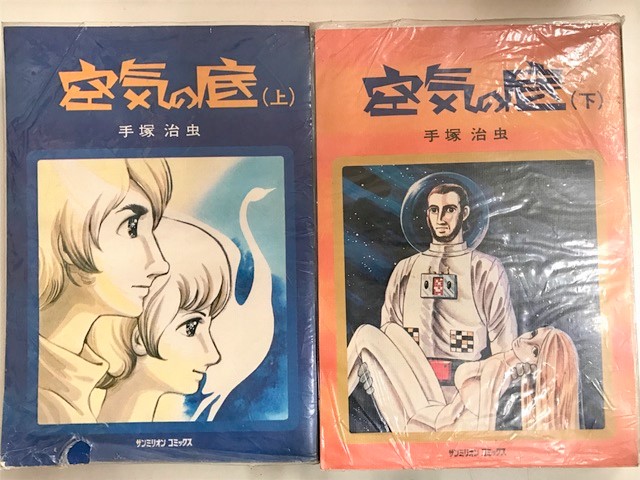 空気の底(上)
手塚治虫
サンミリオン コミックス
空気の底(下)
手塚治虫
サンミリオン コミックス